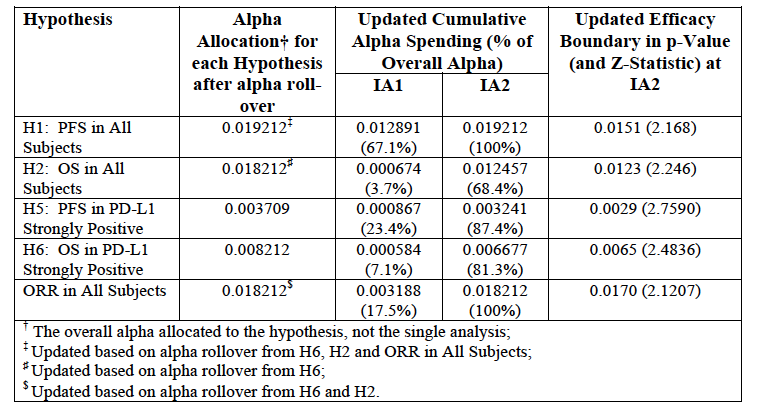 Hypothesis
Alpha
Allocation† for
each Hypothesis
after alpha roll-
over
Updated Cumulative
Alpha Spending (% of
Overall Alpha)
IA1
IA2
Updated Efficacy
Boundary in p-Value
(and Z-Statistic) at
IA2
H1: PFS in All
Subjects
0.019212‡
0.012891
(67.1%)
0.019212
(100%)
0.0151 (2.168)
H2: OS in All
Subjects
0.018212♯
0.000674
(3.7%)
0.012457
(68.4%)
0.0123 (2.246)
H5: PFS in PD-L1
Strongly Positive
0.003709
0.000867
(23.4%)
0.003241
(87.4%)
0.0029 (2.7590)
H6: OS in PD-L1
Strongly Positive
0.008212
0.000584
(7.1%)
0.006677
(81.3%)
0.0065 (2.4836)
ORR in All Subjects
0.018212$
0.003188
(17.5%)
0.018212
(100%)
0.0170 (2.1207)
† The overall alpha allocated to the hypothesis, not the single analysis;
‡ Updated based on alpha rollover from H6, H2 and ORR in All Subjects;
♯ Updated based on alpha rollover from H6;
$ Updated based on alpha rollover from H6 and H2.